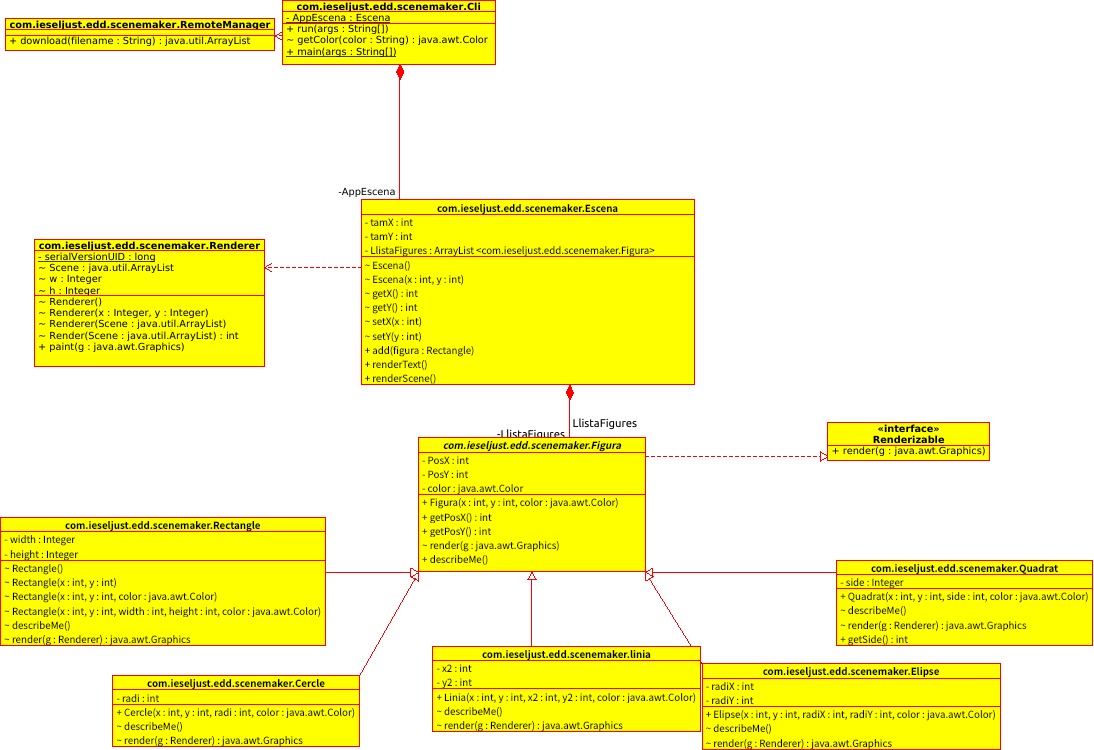 com.ieseljust.edd.scenemaker.Cli
- AppEscena : Escena
+ run(args : String[])
~ getColor(color : String) : java.awt.Color
+ main(args : String[])
com.ieseljust.edd.scenemaker.RemoteManager
+ download(filename : String) : java.util.ArrayList
-AppEscena
com.ieseljust.edd.scenemaker.Escena
- tamX : int
- tamY : int
- LlistaFigures : ArrayList <com.ieseljust.edd.scenemaker.Figura>
~ Escena()
~ Escena(x : int, y : int)
~ getX() : int
~ getY() : int
~ setX(x : int)
~ setY(y : int)
+ add(figura : Rectangle)
+ renderText()
+ renderScene()
com.ieseljust.edd.scenemaker.Renderer
- serialVersionUID : long
~ Scene : java.util.ArrayList
~ w : Integer
~ h : Integer
~ Renderer()
~ Renderer(x : Integer, y : Integer)
~ Renderer(Scene : java.util.ArrayList)
~ Render(Scene : java.util.ArrayList) : int
+ paint(g : java.awt.Graphics)
LlistaFigures
-LlistaFigures
com.ieseljust.edd.scenemaker.Figura
- PosX : int
- PosY : int
- color : java.awt.Color
+ Figura(x : int, y : int, color : java.awt.Color)
+ getPosX() : int
+ getPosY() : int
~ render(g : java.awt.Graphics)
+ describeMe()
«interface»
Renderizable
+ render(g : java.awt.Graphics)
com.ieseljust.edd.scenemaker.Rectangle
- width : Integer
- height : Integer
~ Rectangle()
~ Rectangle(x : int, y : int)
~ Rectangle(x : int, y : int, color : java.awt.Color)
~ Rectangle(x : int, y : int, width : int, height : int, color : java.awt.Color)
~ describeMe()
~ render(g : Renderer) : java.awt.Graphics
com.ieseljust.edd.scenemaker.Quadrat
- side : Integer
+ Quadrat(x : int, y : int, side : int, color : java.awt.Color)
~ describeMe()
~ render(g : Renderer) : java.awt.Graphics
+ getSide() : int
com.ieseljust.edd.scenemaker.Cercle
- radi : int
+ Cercle(x : int, y : int, radi : int, color : java.awt.Color)
~ describeMe()
~ render(g : Renderer) : java.awt.Graphics
com.ieseljust.edd.scenemaker.linia
- x2 : int
- y2 : int
+ Linia(x : int, y : int, x2 : int, y2 : int, color : java.awt.Color)
~ describeMe()
~ render(g : Renderer) : java.awt.Graphics
com.ieseljust.edd.scenemaker.Elipse
- radiX : int
- radiY : int
+ Elipse(x : int, y : int, radiX : int, radiY : int, color : java.awt.Color)
~ describeMe()
~ render(g : Renderer) : java.awt.Graphics